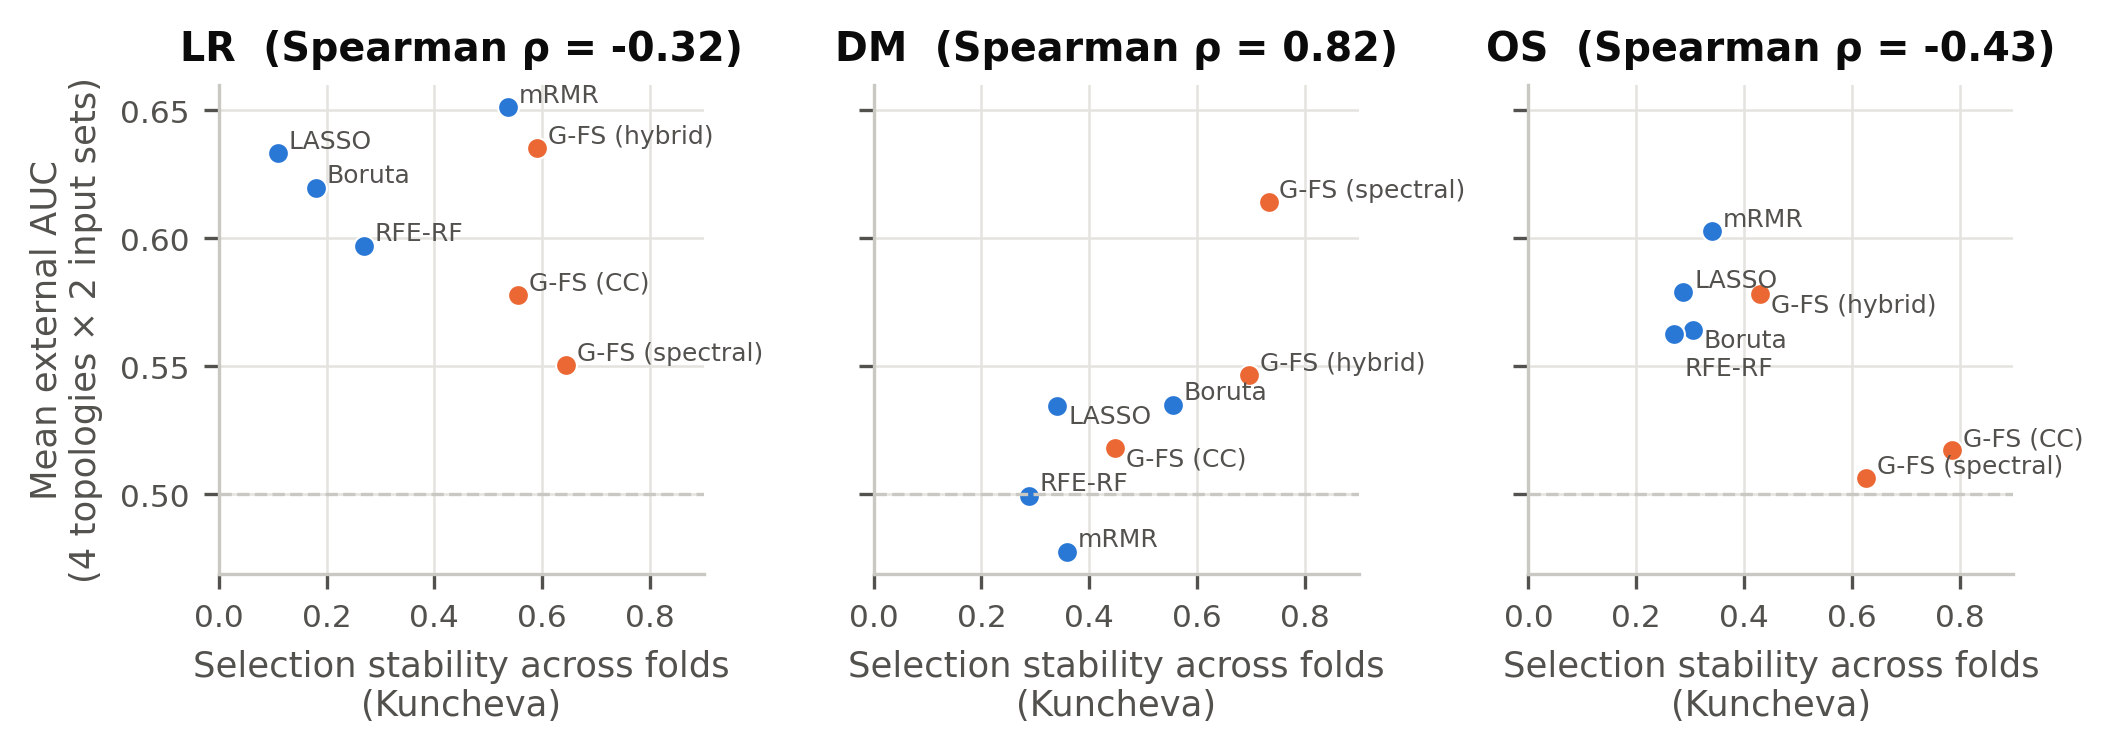 LR (Spearman ρ = -0.32)
DM (Spearman ρ = 0.82)
OS (Spearman ρ = -0.43)
Mean external AUC
(4 topologies × 2 input sets)
0.65
0.60
0.55
0.50
mRMR
LASSO
G-FS (hybrid)
Boruta
RFE-RF
G-FS (CC)
G-FS (spectral)
0.0 0.2 0.4 0.6 0.8
Selection stability across folds
(Kuncheva)
G-FS (spectral)
G-FS (hybrid)
Boruta
LASSO
G-FS (CC)
RFE-RF
mRMR
0.0 0.2 0.4 0.6 0.8
Selection stability across folds
(Kuncheva)
mRMR
LASSO
G-FS (hybrid)
Boruta
RFE-RF
G-FS (CC)
G-FS (spectral)
0.0 0.2 0.4 0.6 0.8
Selection stability across folds
(Kuncheva)